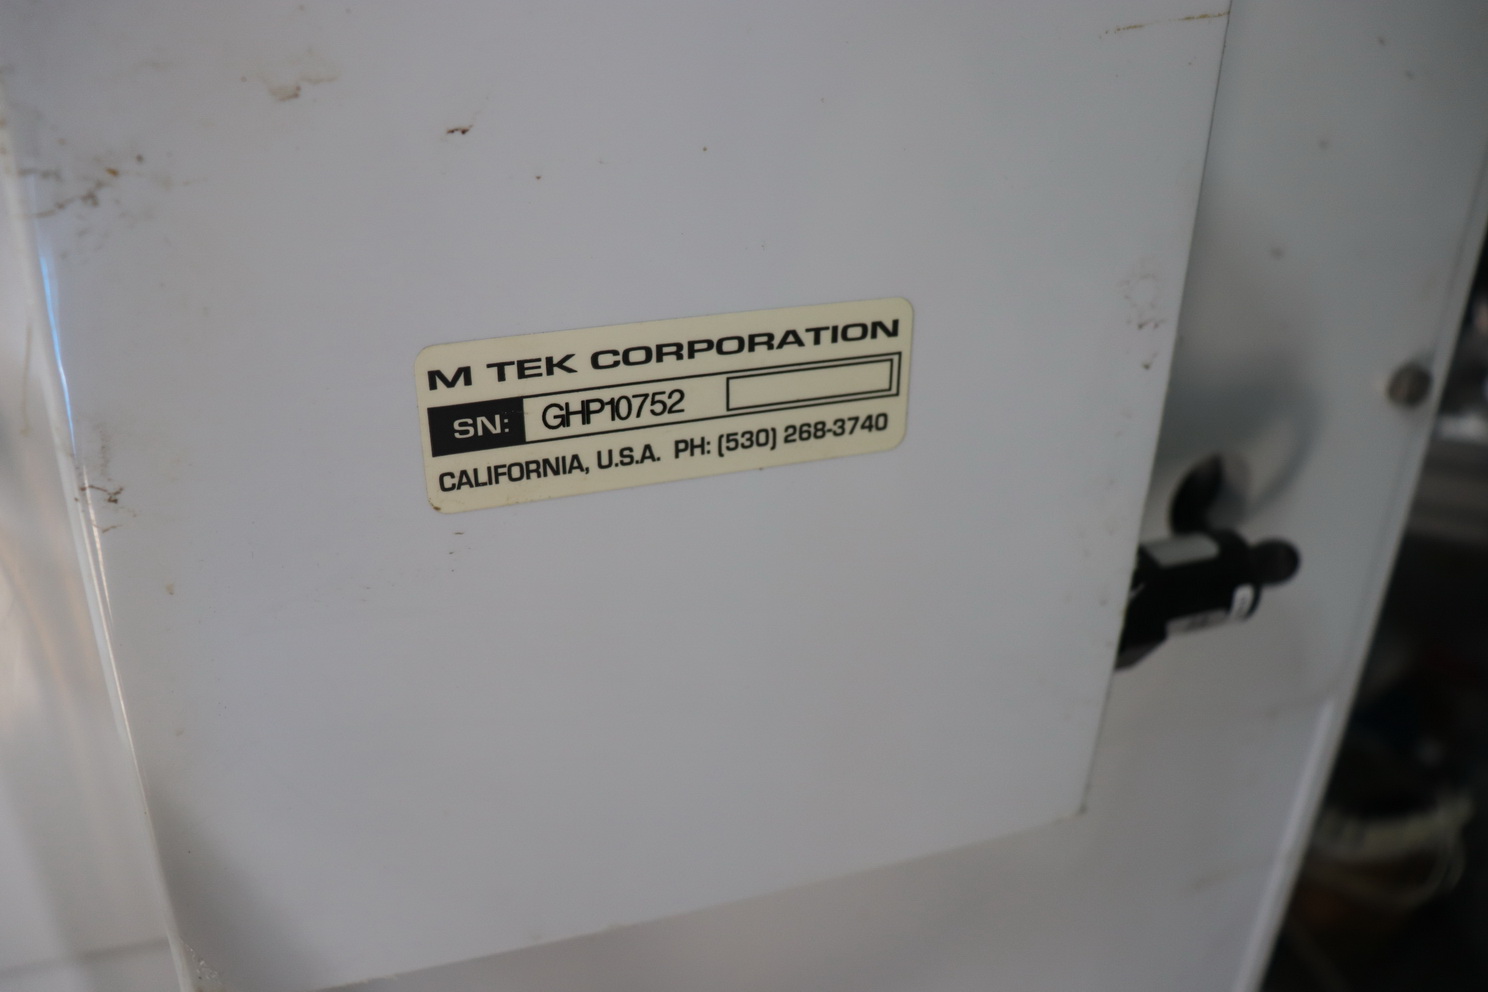 M TEK CORPORATION
SN: GHP10752
CALIFORNIA, U.S.A. PH: (530) 268-3740